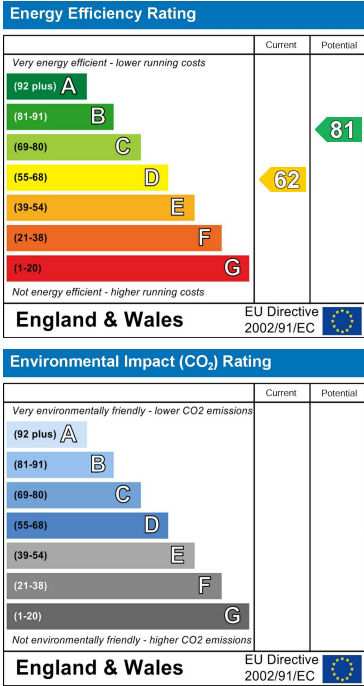 Energy Efficiency Rating
Current Potential
Very energy efficient - lower running costs
(92 plus) A
(81-91) B
81
(69-80) C
(55-68) D
62
(39-54) E
(21-38) F
(1-20) G
Not energy efficient - higher running costs
England & Wales
EU Directive
2002/91/EC
Environmental Impact (CO₂) Rating
Current Potential
Very environmentally friendly - lower CO2 emissions
(92 plus) A
(81-91) B
(69-80) C
(55-68) D
(39-54) E
(21-38) F
(1-20) G
Not environmentally friendly - higher CO2 emissions
England & Wales
EU Directive
2002/91/EC